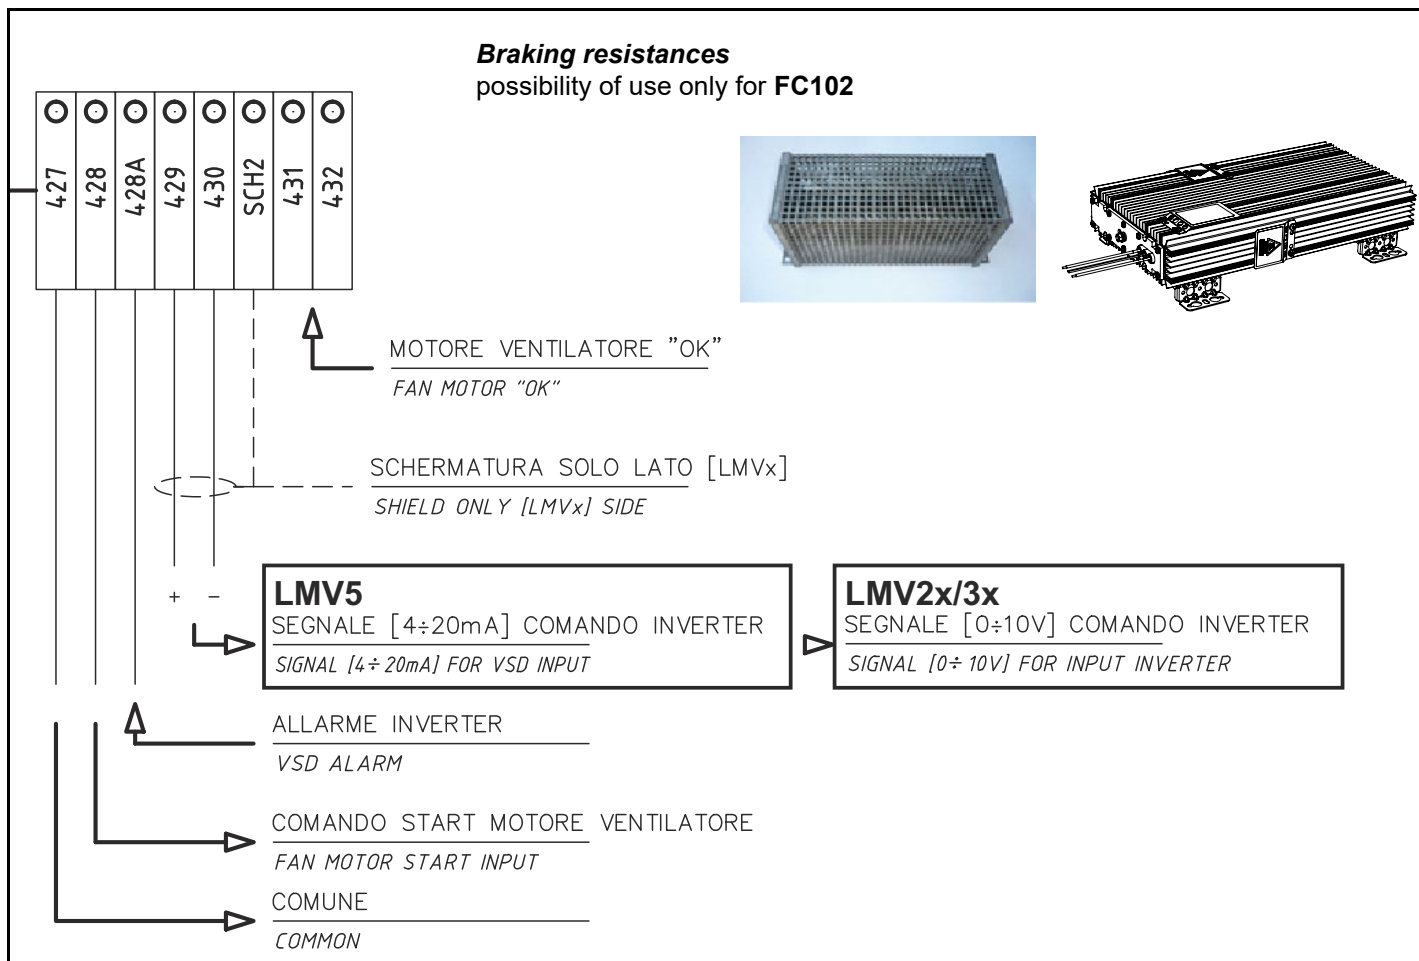 Braking resistances
possibility of use only for FC102
427
428
428A
429
430
SCH2
431
432
MOTORE VENTILATORE "OK"
FAN MOTOR "OK"
SCHERMATURA SOLO LATO [LMVx]
SHIELD ONLY [LMVx] SIDE
+ -
LMV5
SEGNALE [4÷20mA] COMANDO INVERTER
SIGNAL [4÷20mA] FOR VSD INPUT
LMV2x/3x
SEGNALE [0÷10V] COMANDO INVERTER
SIGNAL [0÷10V] FOR INPUT INVERTER
ALLARME INVERTER
VSD ALARM
COMANDO START MOTORE VENTILATORE
FAN MOTOR START INPUT
COMUNE
COMMON